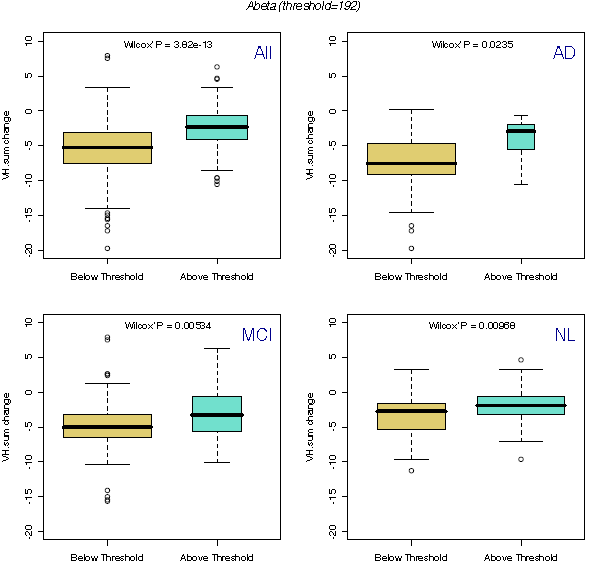 Abeta (threshold=192)
Wilcox' P = 3.82e-13
All
VH.sum change
10
5
0
-5
-10
-15
-20
Below Threshold
Above Threshold
Wilcox' P = 0.0235
AD
10
5
0
-5
-10
-15
-20
Below Threshold
Above Threshold
Wilcox' P = 0.00534
MCI
VH.sum change
10
5
0
-5
-10
-15
-20
Below Threshold
Above Threshold
Wilcox' P = 0.00968
NL
VH.sum change
10
5
0
-5
-10
-15
-20
Below Threshold
Above Threshold